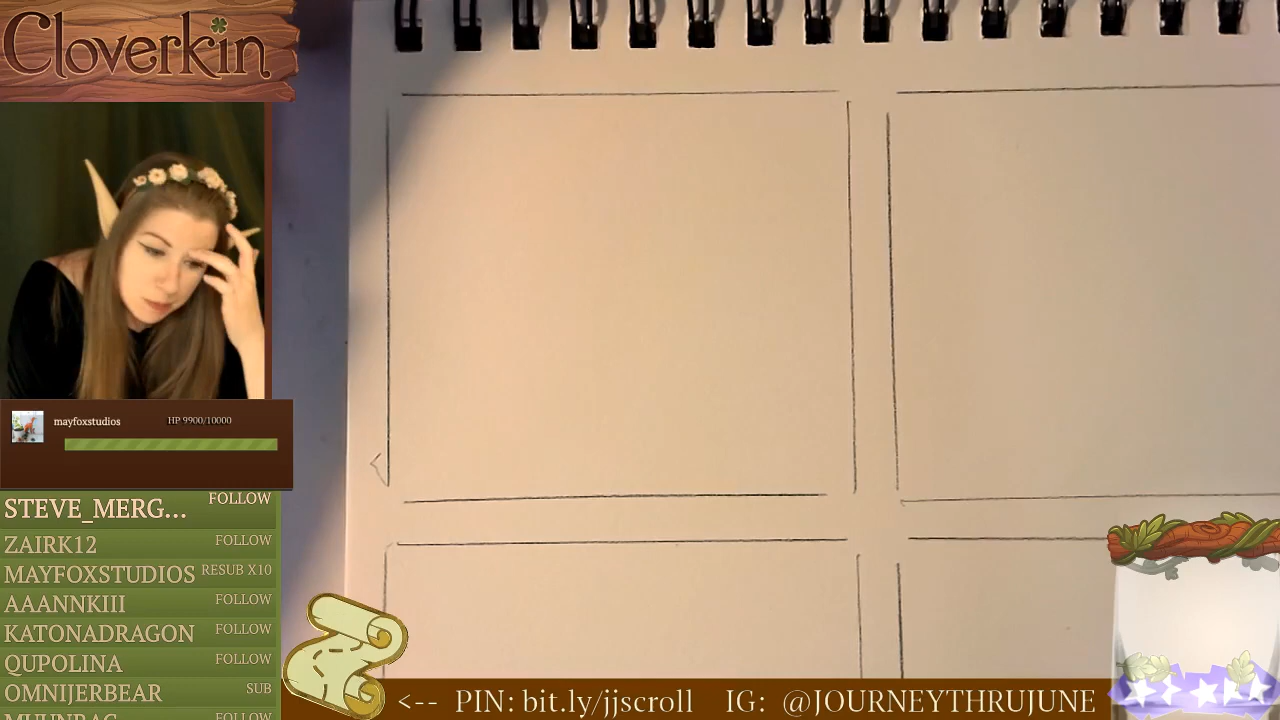 Cloverkin
mayfoxstudios HP 9900/10000
STEVE_MERG... FOLLOW
ZAIRK12 FOLLOW
MAYFOXSTUDIOS RESUB X10
AAANNKIII FOLLOW
KATONADRAGON FOLLOW
QUPOLINA FOLLOW
OMNIJERBEAR SUB
FOLLOW
<-- PIN: bit.ly/jjscroll IG: @JOURNEYTHRUJUNE